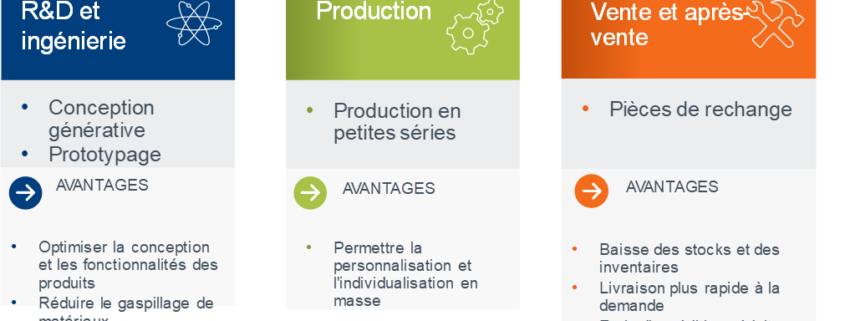 R&D et
ingénierie
Conception
générative
Prototypage
AVANTAGES
Optimiser la conception
et les fonctionnalités des
produits
Réduire le gaspillage de
matériaux
Production
Production en
petites séries
AVANTAGES
Permettre la
personnalisation et
l'individualisation en
masse
Vente et après-
vente
Pièces de rechange
AVANTAGES
Baisse des stocks et des
inventaires
Livraison plus rapide à la
demande